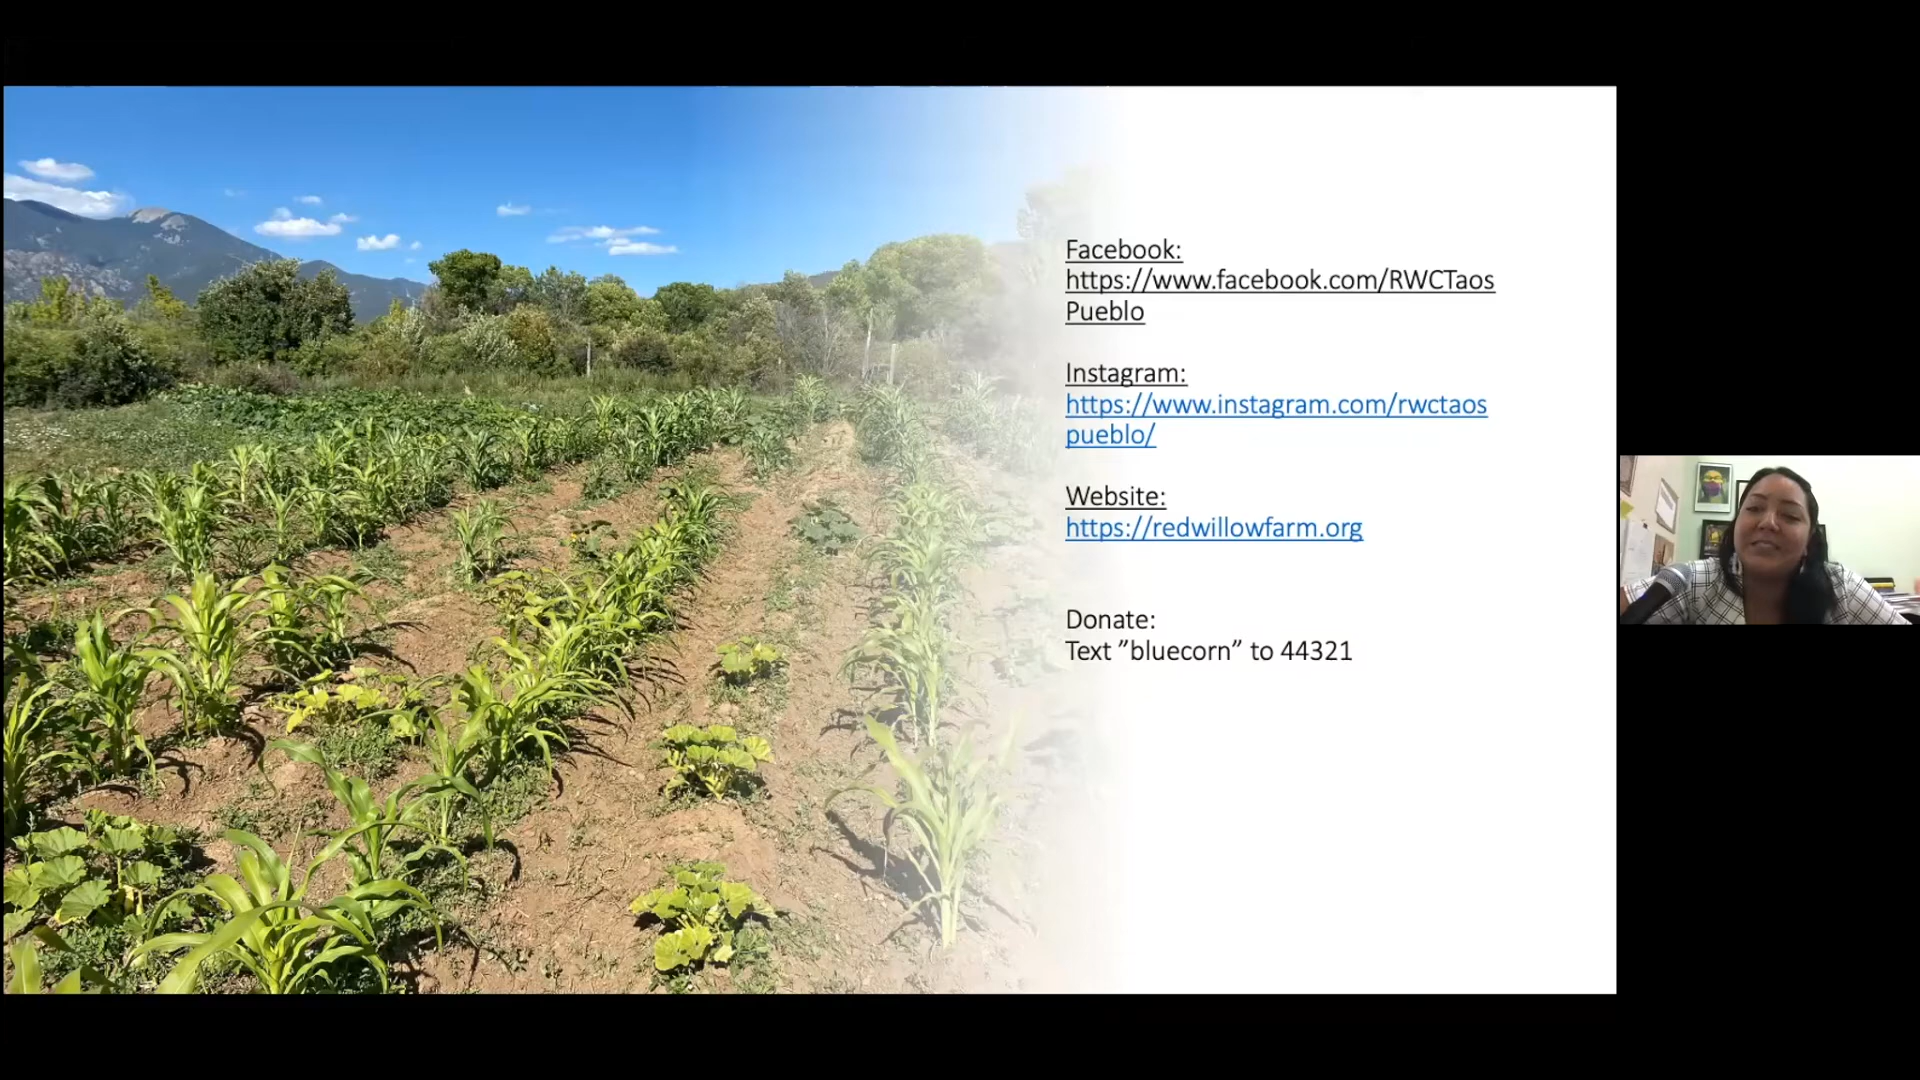 Facebook:
https://www.facebook.com/RWCTaos
Pueblo
Instagram:
https://www.instagram.com/rwctaos
pueblo/
Website:
https://redwillowfarm.org
Donate:
Text ”bluecorn” to 44321